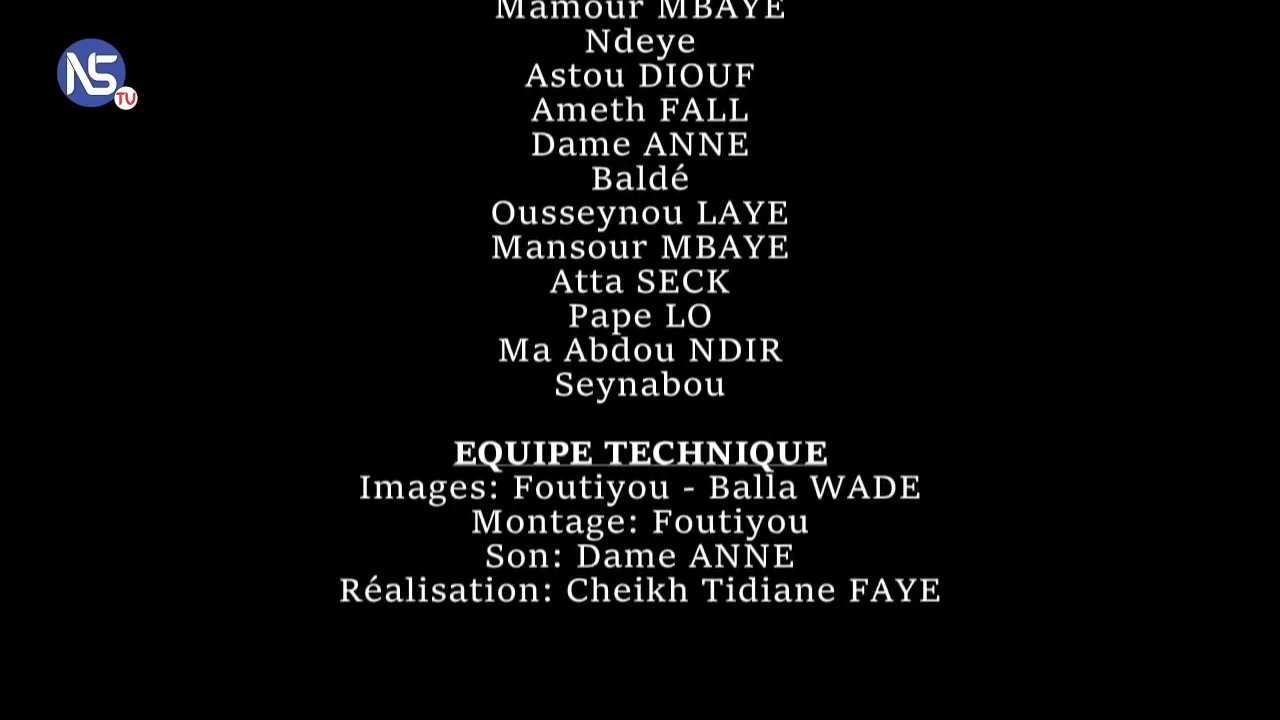 Mamour MBAYE
NS
TU
Ndeye
Astou DIOUF
Ameth FALL
Dame ANNE
Baldé
Ousseynou LAYE
Mansour MBAYE
Atta SECK
Pape LO
Ma Abdou NDIR
Seynabou
EQUIPE TECHNIQUE
Images: Foutiyou - Balla WADE
Montage: Foutiyou
Son: Dame ANNE
Réalisation: Cheikh Tidiane FAYE